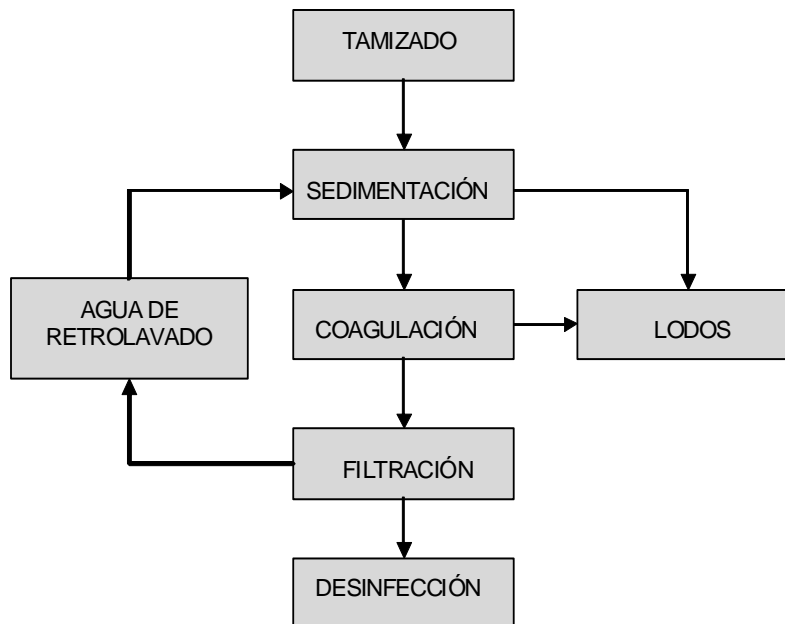 TAMIZADO
SEDIMENTACIÓN
AGUA DE
RETROLAVADO
COAGULACIÓN
LODOS
FILTRACIÓN
DESINFECCIÓN